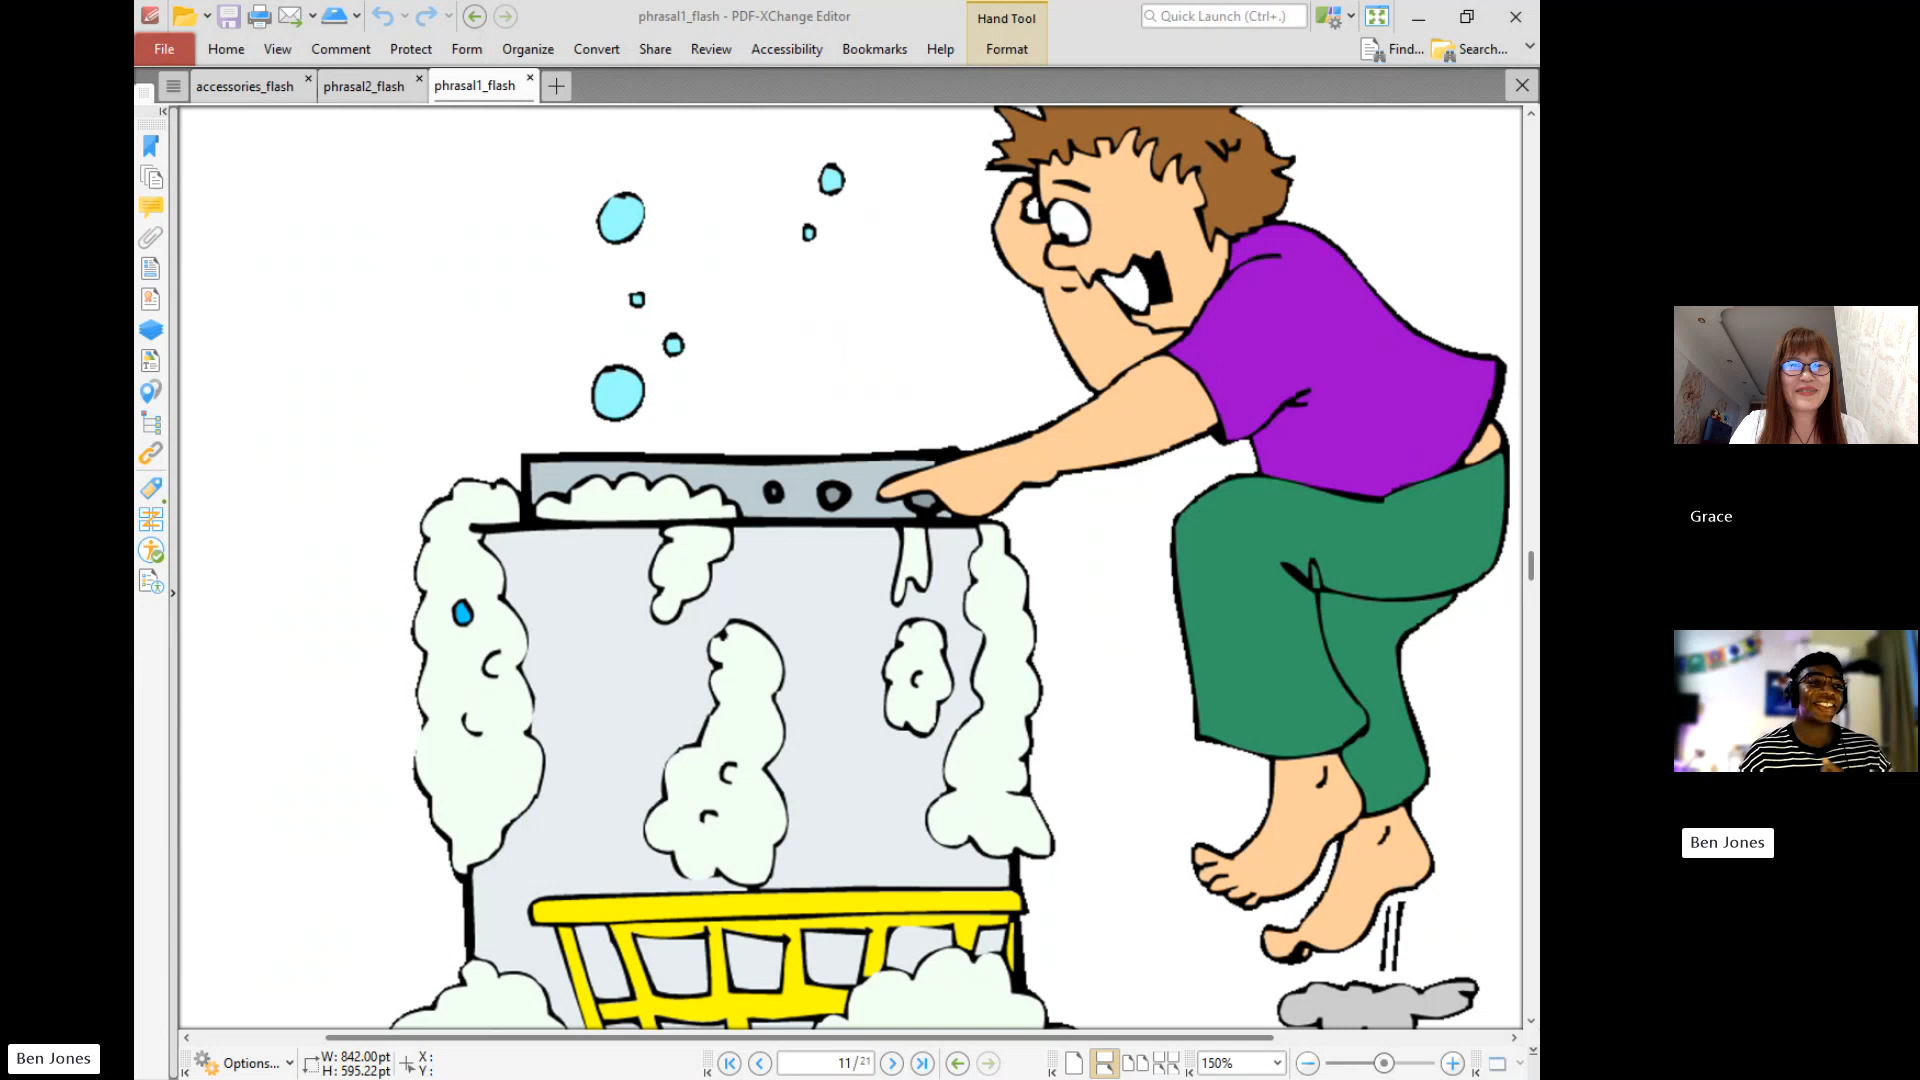 phrasal1_flash - PDF-XChange Editor
Hand Tool
Quick Launch (Ctrl+.)
File
Home
View
Comment
Protect
Form
Organize
Convert
Share
Review
Accessibility
Bookmarks
Help
Format
Find...
Search...
accessories_flash
phrasal2_flash
phrasal1_flash
Grace
Ben Jones
Ben Jones
Options...
W: 842.00pt
H: 595.22pt
X:
Y:
11/21
150%